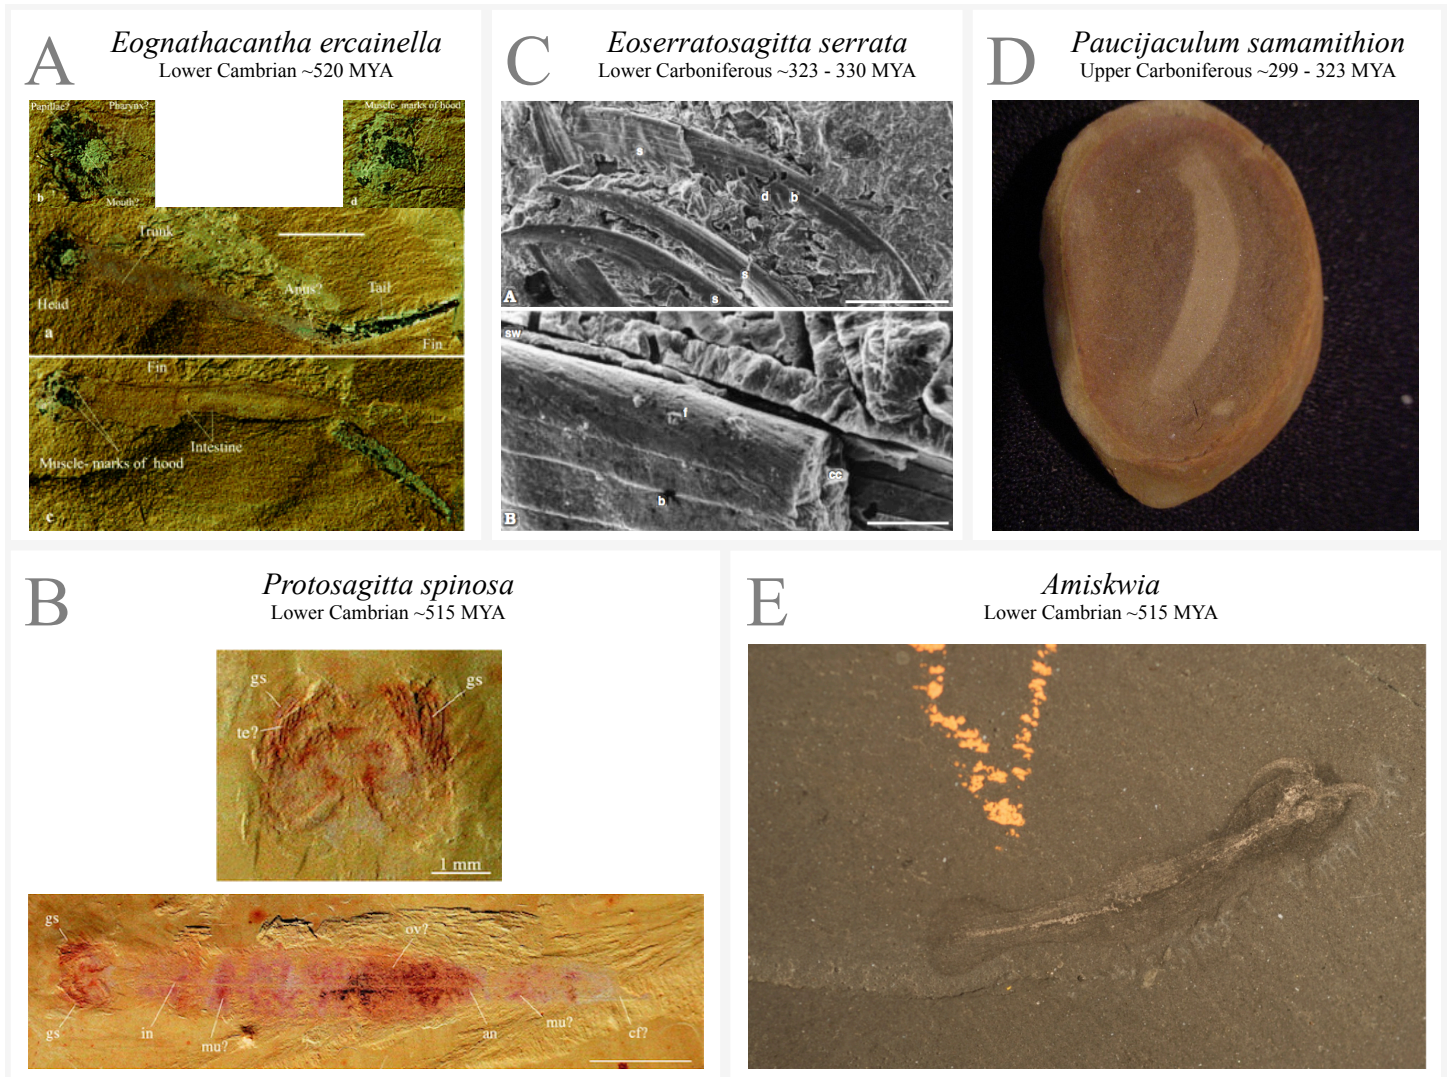 A
Eognathacantha ercainella
Lower Cambrian ~520 MYA
Papillae?
Pharynx?
b
Mouth?
Muscle- marks of hood
d
Trunk
Anus?
Tail
Head
a
Fin
Fin
Intestine
Muscle- marks of hood
c
C
Eoserratosagitta serrata
Lower Carboniferous ~323 - 330 MYA
s
d
b
s
s
A
sw
f
cc
b
B
D
Paucijaculum samamithion
Upper Carboniferous ~299 - 323 MYA
B
Protosagitta spinosa
Lower Cambrian ~515 MYA
gs
gs
te?
1 mm
gs
ov?
gs
in
mu?
an
mu?
cf?
E
Amiskwia
Lower Cambrian ~515 MYA